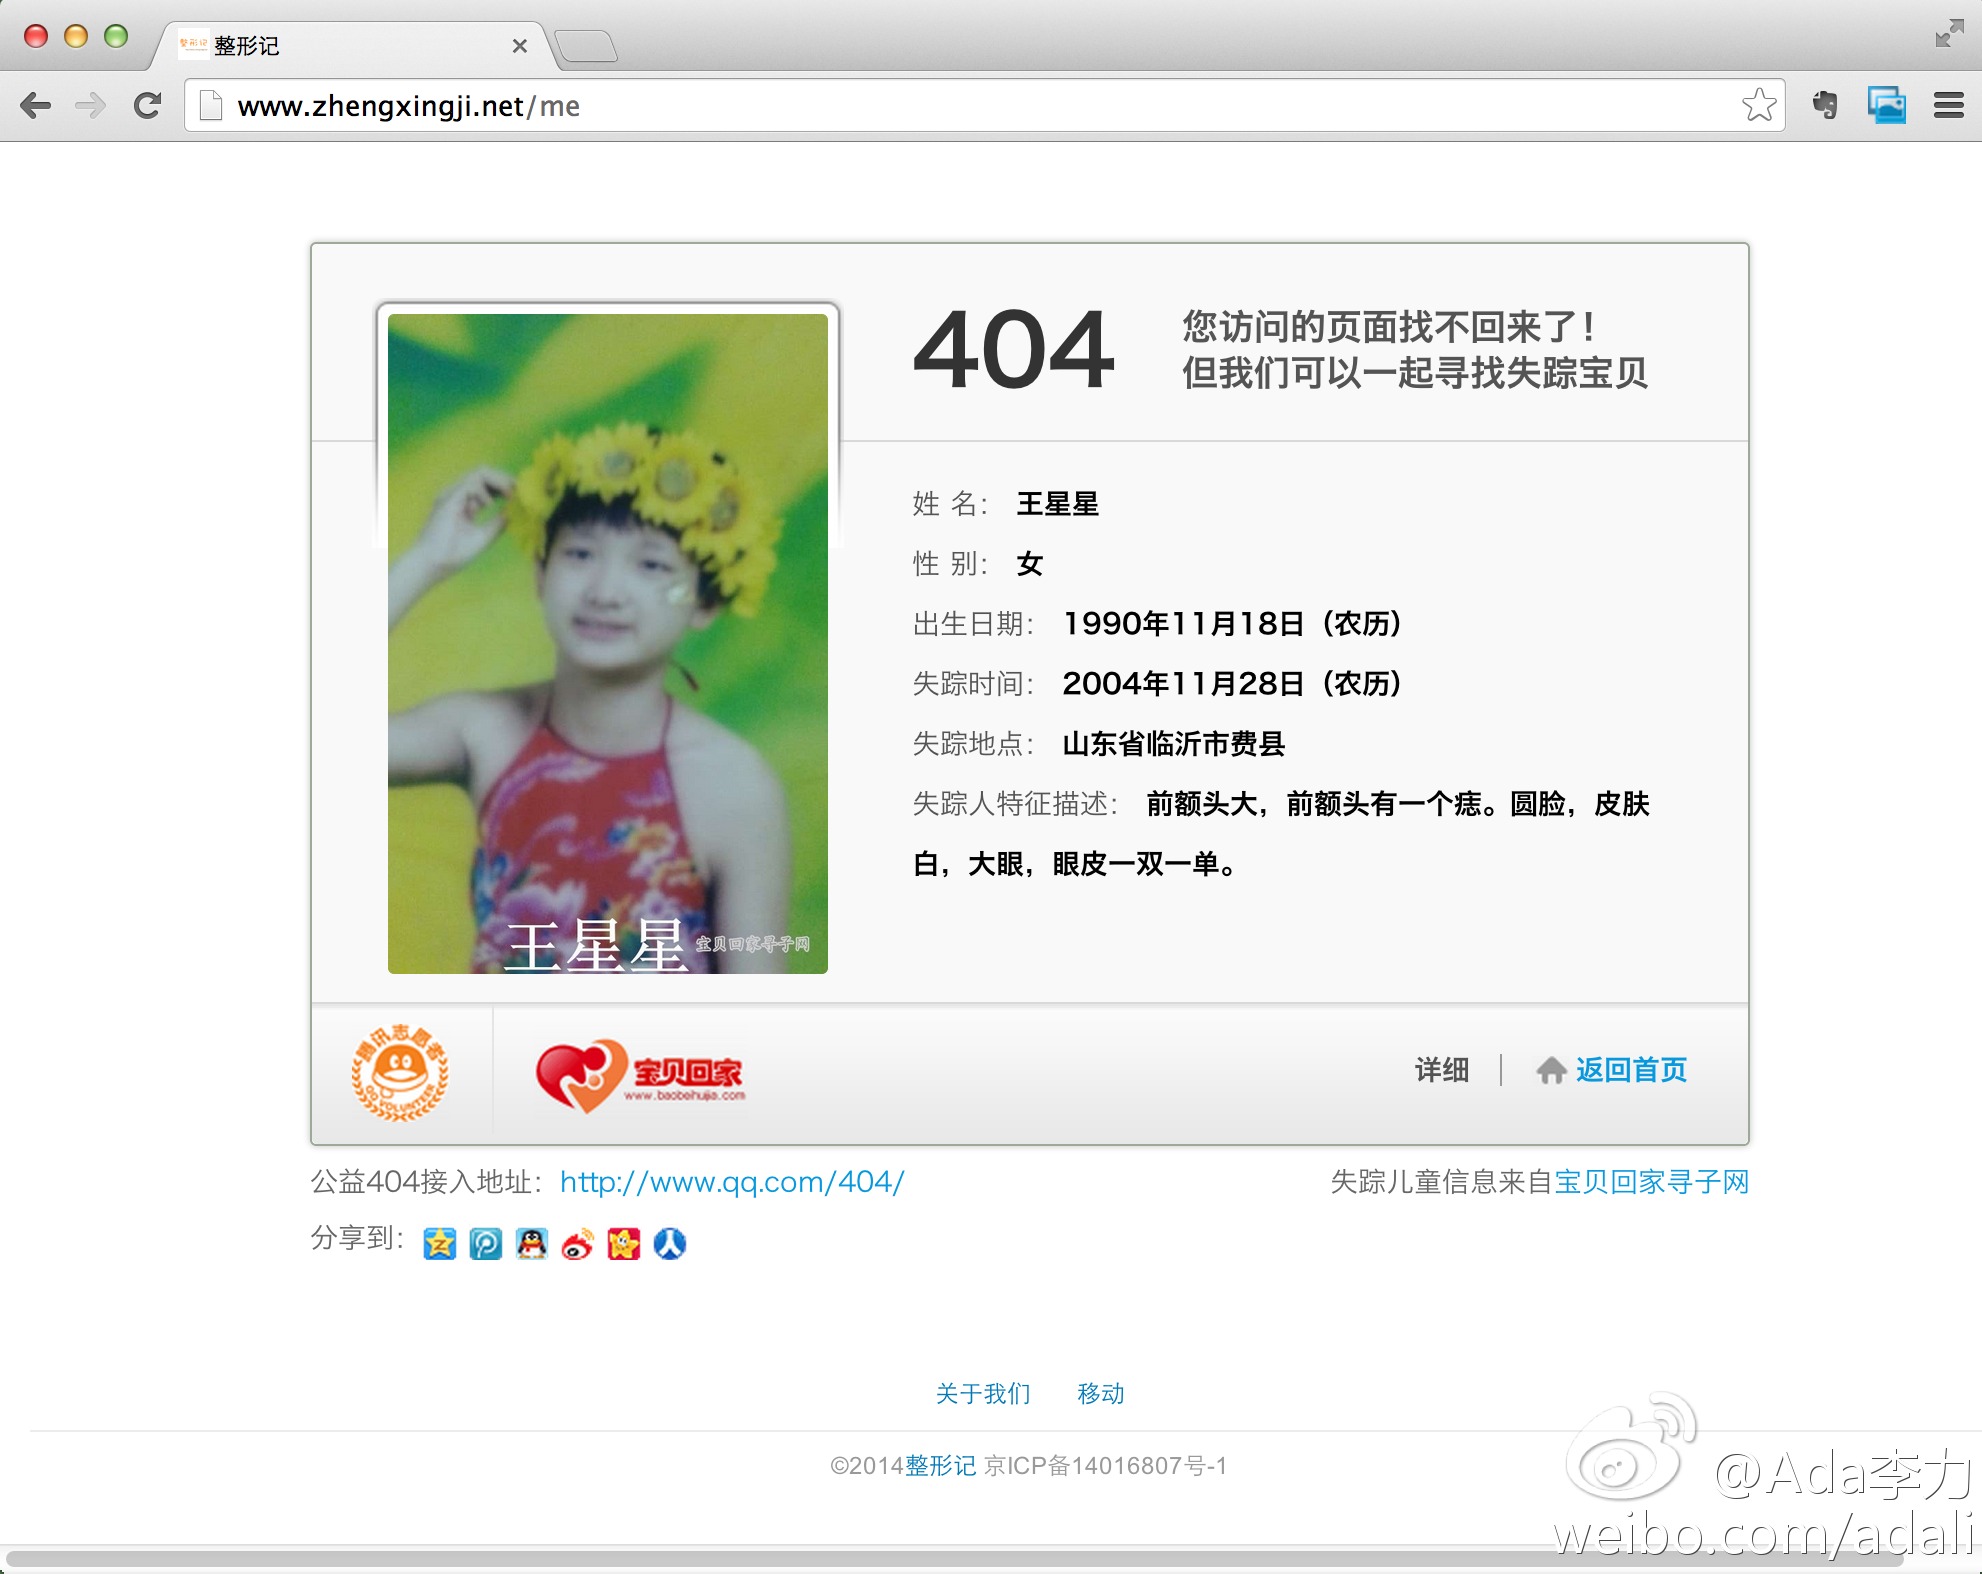 整形记
www.zhengxingji.net/me
404
您访问的页面找不回来了！
但我们可以一起寻找失踪宝贝
姓 名： 王星星
性 别： 女
出生日期： 1990年11月18日（农历）
失踪时间： 2004年11月28日（农历）
失踪地点： 山东省临沂市费县
失踪人特征描述： 前额头大，前额头有一个痣。圆脸，皮肤
白，大眼，眼皮一双一单。
王星星
宝贝回家寻子网
腾讯志愿者
QQ VOLUNTEER
宝贝回家
www.baobeihuijia.com
详细
返回首页
公益404接入地址：http://www.qq.com/404/
失踪儿童信息来自宝贝回家寻子网
分享到：
关于我们 移动
©2014整形记 京ICP备14016807号-1
@Ada李力
weibo.com/adali